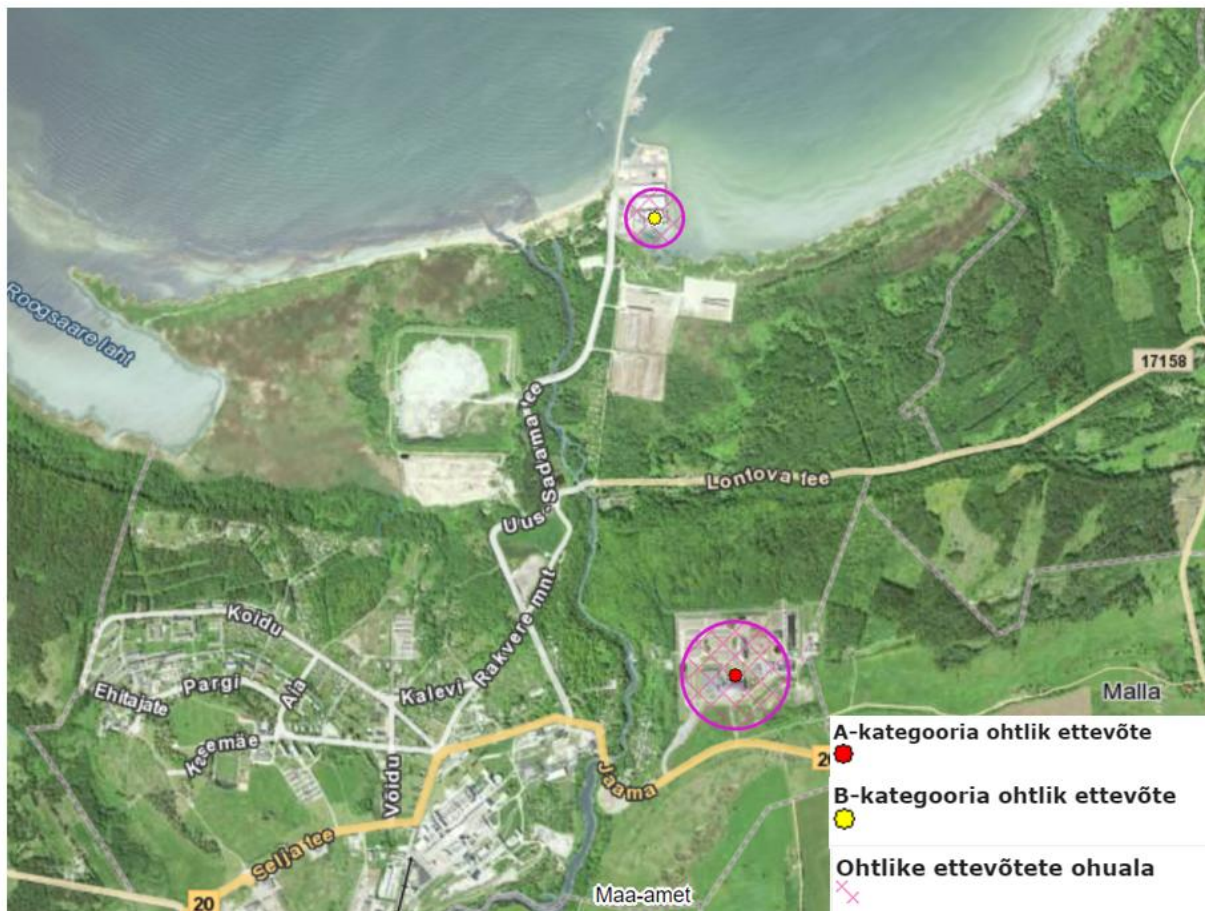 Roogsaare laht
17158
Uus-Sadama tee
Lontova tee
Koidu
Rakvere mnt
Pargi
Aia
Kalevi
Ehitajate
Malla
Kesemäe
Võidu
Jaama
Selja tee
20
20
Maa-amet
A-kategooria ohtlik ettevõte
B-kategooria ohtlik ettevõte
Ohtlike ettevõtete ohuala